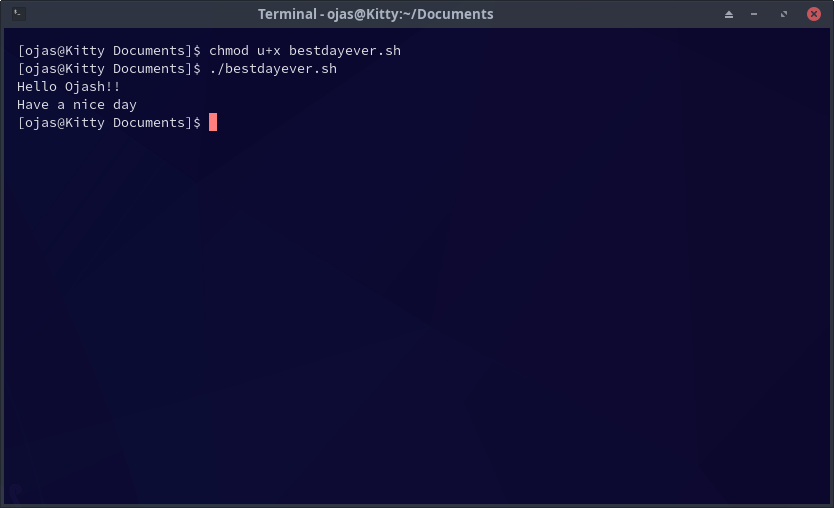 Terminal - ojas@Kitty:~/Documents
[ojas@Kitty Documents]$ chmod u+x bestdayever.sh
[ojas@Kitty Documents]$ ./bestdayever.sh
Hello Ojash!!
Have a nice day
[ojas@Kitty Documents]$